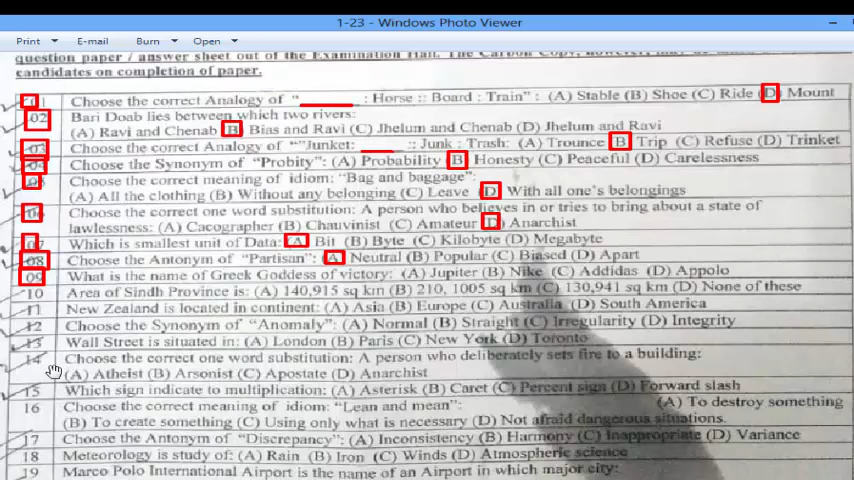 1-23 - Windows Photo Viewer
Print E-mail Burn Open
question paper / answer sheet out of the Examination Hall. The Carbon Copy, however, may be
candidates on completion of paper.
01 Choose the correct Analogy of "_______ : Horse :: Board : Train" : (A) Stable (B) Shoe (C) Ride (D) Mount
02 Bari Doab lies between which two rivers:
(A) Ravi and Chenab (B) Bias and Ravi (C) Jhelum and Chenab (D) Jhelum and Ravi
03 Choose the correct Analogy of ""Junket: ____ :: Junk : Trash: (A) Trounce (B) Trip (C) Refuse (D) Trinket
04 Choose the Synonym of "Probity": (A) Probability (B) Honesty (C) Peaceful (D) Carelessness
05 Choose the correct meaning of idiom: "Bag and baggage":
(A) All the clothing (B) Without any belonging (C) Leave (D) With all one's belongings
06 Choose the correct one word substitution: A person who believes in or tries to bring about a state of
lawlessness: (A) Cacographer (B) Chauvinist (C) Amateur (D) Anarchist
07 Which is smallest unit of Data: (A) Bit (B) Byte (C) Kilobyte (D) Megabyte
08 Choose the Antonym of "Partisan": (A) Neutral (B) Popular (C) Biased (D) Apart
09 What is the name of Greek Goddess of victory: (A) Jupiter (B) Nike (C) Addidas (D) Appolo
10 Area of Sindh Province is: (A) 140,915 sq km (B) 210, 1005 sq km (C) 130,941 sq km (D) None of these
11 New Zealand is located in continent: (A) Asia (B) Europe (C) Australia (D) South America
12 Choose the Synonym of "Anomaly": (A) Normal (B) Straight (C) Irregularity (D) Integrity
13 Wall Street is situated in: (A) London (B) Paris (C) New York (D) Toronto
14 Choose the correct one word substitution: A person who deliberately sets fire to a building:
(A) Atheist (B) Arsonist (C) Apostate (D) Anarchist
15 Which sign indicate to multiplication: (A) Asterisk (B) Caret (C) Percent sign (D) Forward slash
16 Choose the correct meaning of idiom: "Lean and mean": (A) To destroy something
(B) To create something (C) Using only what is necessary (D) Not afraid dangerous situations.
17 Choose the Antonym of "Discrepancy": (A) Inconsistency (B) Harmony (C) Inappropriate (D) Variance
18 Meteorology is study of: (A) Rain (B) Iron (C) Winds (D) Atmospheric science
19 Marco Polo International Airport is the name of an Airport in which major city: